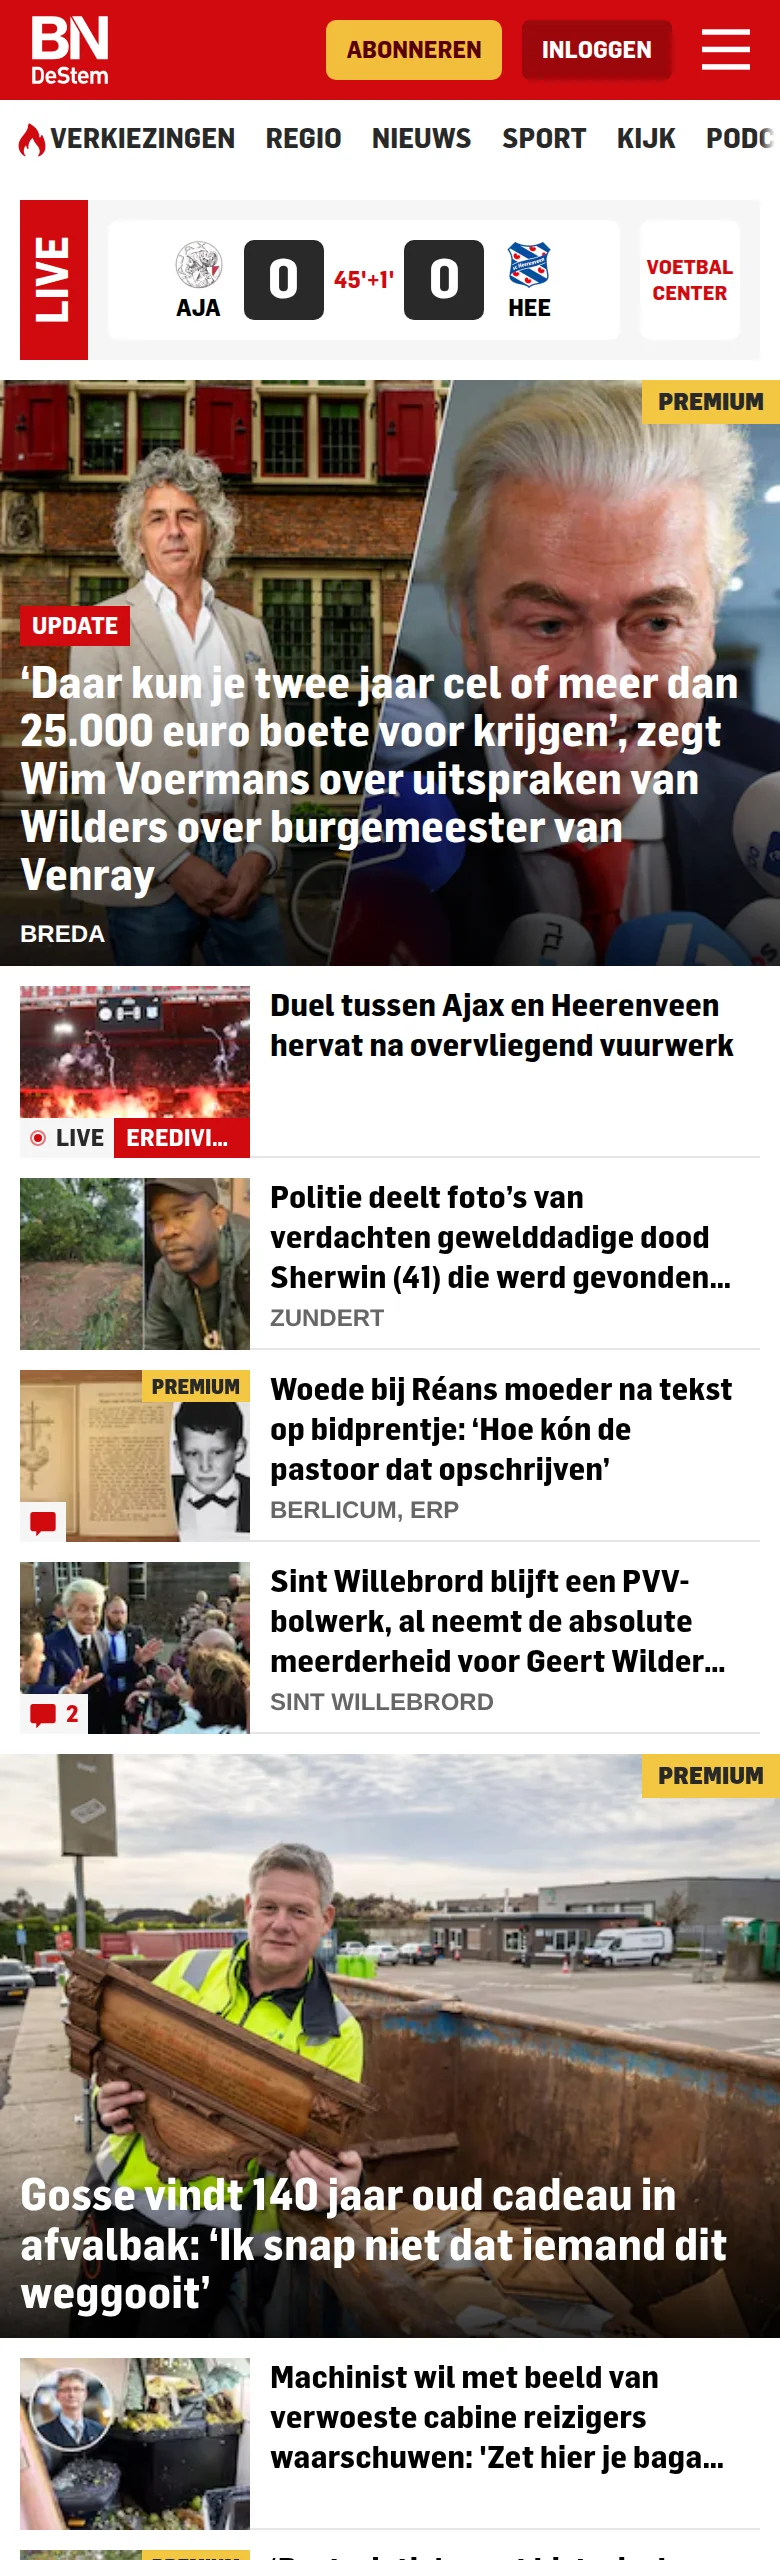 BN
DeStem
ABONNEREN
INLOGGEN
VERKIEZINGEN REGIO NIEUWS SPORT KIJK PODC
LIVE
AJA
0
45'+1'
0
HEE
VOETBAL
CENTER
PREMIUM
UPDATE
‘Daar kun je twee jaar cel of meer dan
25.000 euro boete voor krijgen’, zegt
Wim Voermans over uitspraken van
Wilders over burgemeester van
Venray
BREDA
Duel tussen Ajax en Heerenveen
hervat na overvliegend vuurwerk
LIVE EREDIVI...
Politie deelt foto’s van
verdachten gewelddadige dood
Sherwin (41) die werd gevonden...
ZUNDERT
PREMIUM
Woede bij Réans moeder na tekst
op bidprentje: ‘Hoe kón de
pastoor dat opschrijven’
BERLICUM, ERP
Sint Willebrord blijft een PVV-
bolwerk, al neemt de absolute
meerderheid voor Geert Wilder...
2
SINT WILLEBRORD
PREMIUM
Gosse vindt 140 jaar oud cadeau in
afvalbak: ‘Ik snap niet dat iemand dit
weggooit’
Machinist wil met beeld van
verwoeste cabine reizigers
waarschuwen: 'Zet hier je baga...